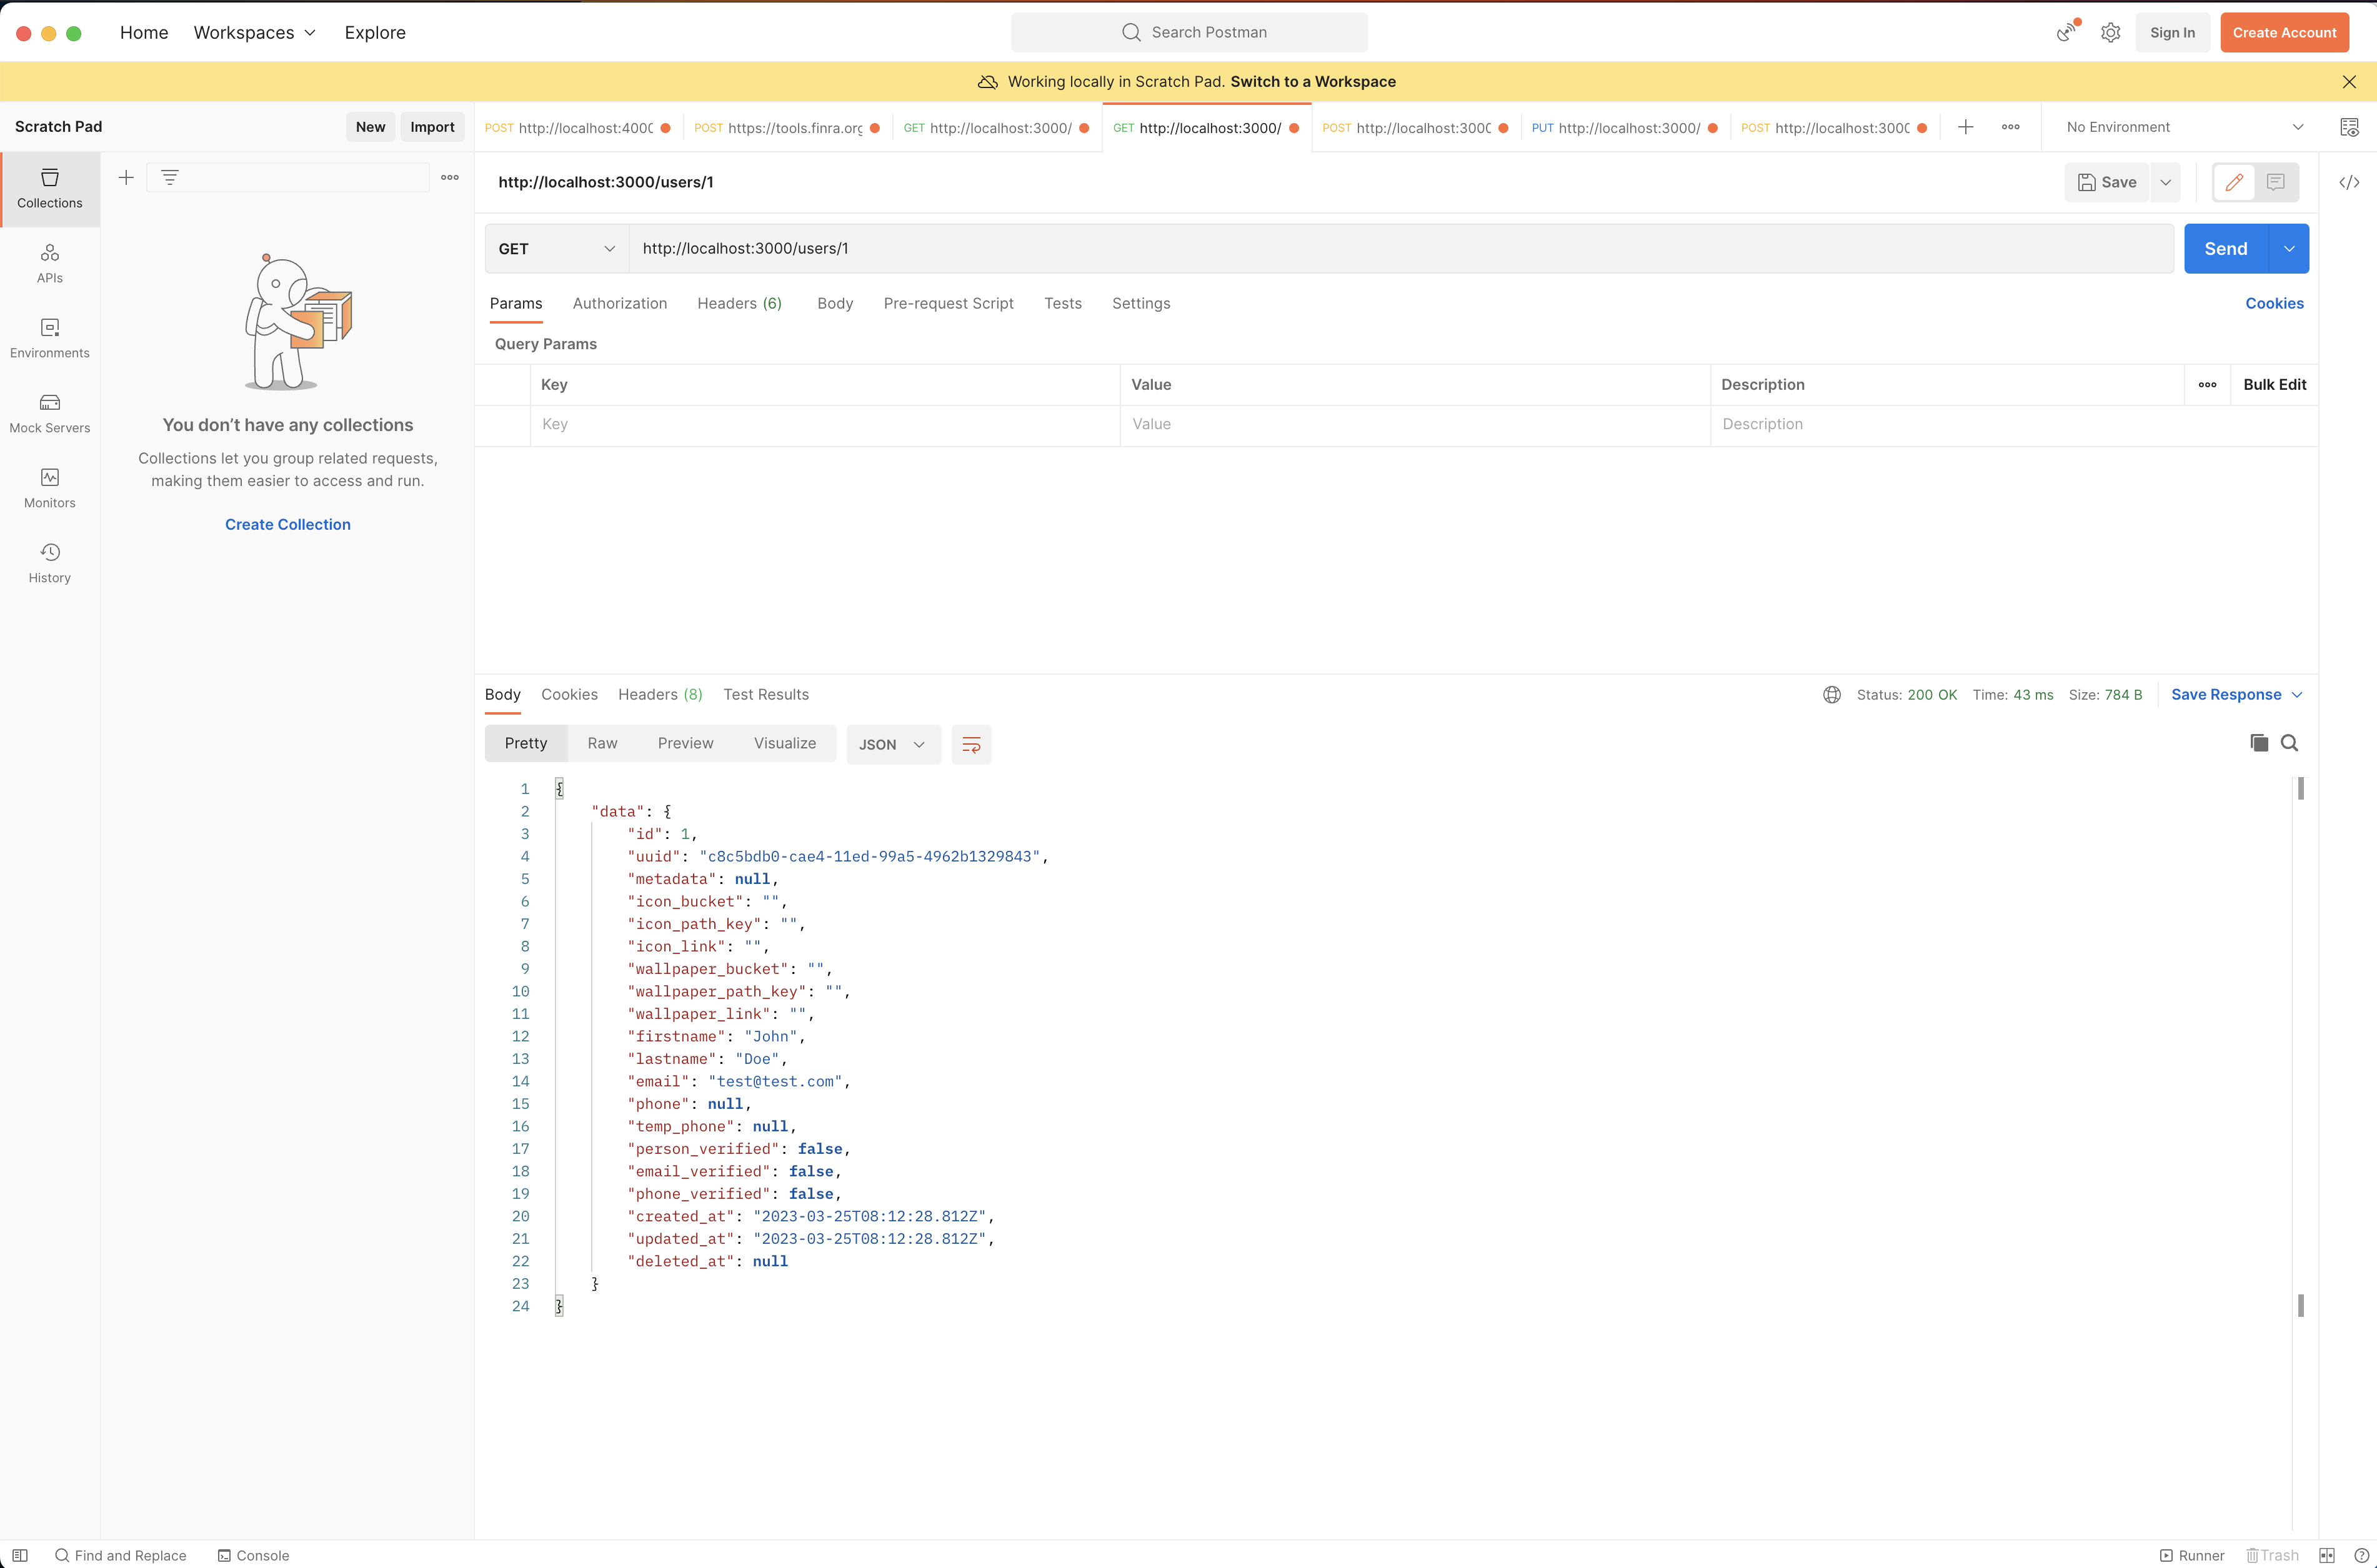 Home Workspaces Explore Search Postman Sign In Create Account
Working locally in Scratch Pad. Switch to a Workspace
Scratch Pad New Import POST http://localhost:4000 POST https://tools.finra.org GET http://localhost:3000/ GET http://localhost:3000/ POST http://localhost:3000 PUT http://localhost:3000/ POST http://localhost:3000 No Environment
Collections
APIs
Environments
Mock Servers
Monitors
History
You don’t have any collections
Collections let you group related requests,
making them easier to access and run.
Create Collection
http://localhost:3000/users/1 Save
GET http://localhost:3000/users/1 Send
Params Authorization Headers (6) Body Pre-request Script Tests Settings Cookies
Query Params
Key Value Description Bulk Edit
Key Value Description
Body Cookies Headers (8) Test Results Status: 200 OK Time: 43 ms Size: 784 B Save Response
Pretty Raw Preview Visualize JSON
1 {
2 "data": {
3 "id": 1,
4 "uuid": "c8c5bdb0-cae4-11ed-99a5-4962b1329843",
5 "metadata": null,
6 "icon_bucket": "",
7 "icon_path_key": "",
8 "icon_link": "",
9 "wallpaper_bucket": "",
10 "wallpaper_path_key": "",
11 "wallpaper_link": "",
12 "firstname": "John",
13 "lastname": "Doe",
14 "email": "test@test.com",
15 "phone": null,
16 "temp_phone": null,
17 "person_verified": false,
18 "email_verified": false,
19 "phone_verified": false,
20 "created_at": "2023-03-25T08:12:28.812Z",
21 "updated_at": "2023-03-25T08:12:28.812Z",
22 "deleted_at": null
23 }
24 }
Find and Replace Console Runner Trash